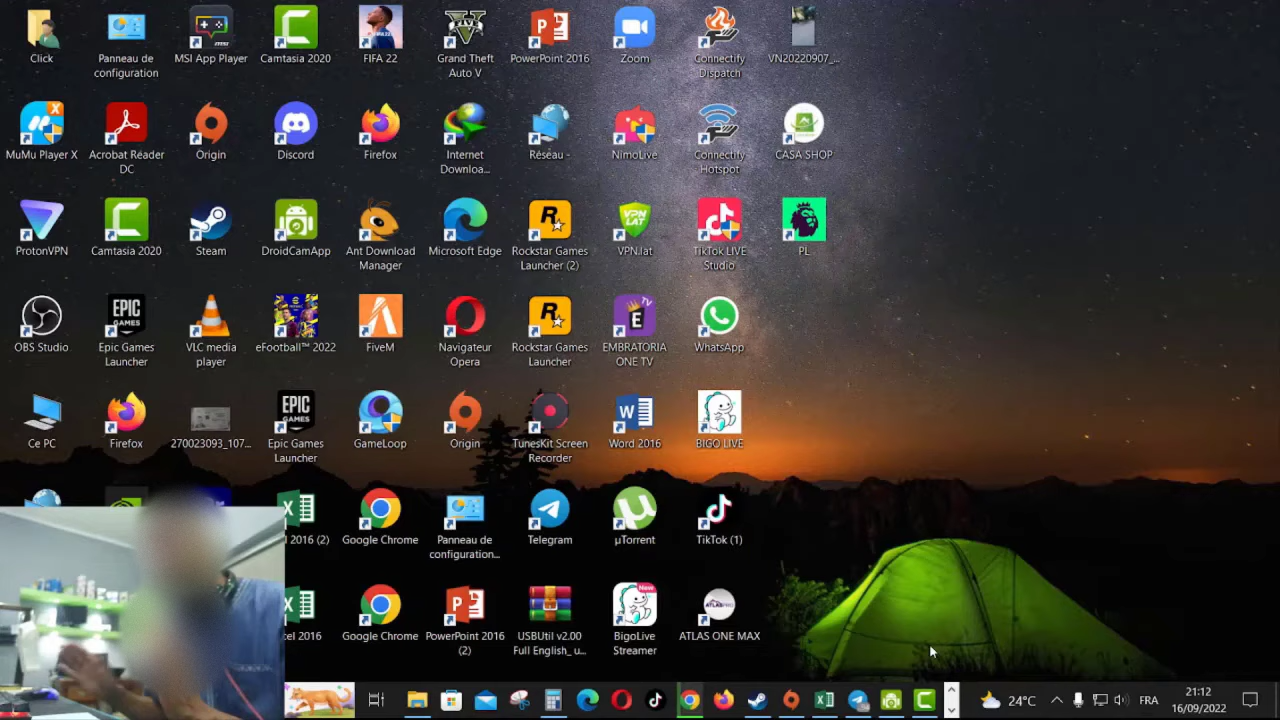 Click
Panneau de
configuration
MSI App Player
Camtasia 2020
FIFA 22
Grand Theft
Auto V
PowerPoint 2016
Zoom
Connectify
Dispatch
VN20220907_...
MuMu Player X
Acrobat Reader
DC
Origin
Discord
Firefox
Internet
Downloa...
Réseau -
NimoLive
Connectify
Hotspot
CASA SHOP
ProtonVPN
Camtasia 2020
Steam
DroidCamApp
Ant Download
Manager
Microsoft Edge
Rockstar Games
Launcher (2)
VPN.lat
TikTok LIVE
Studio
PL
OBS Studio
Epic Games
Launcher
VLC media
player
eFootball™ 2022
FiveM
Navigateur
Opera
Rockstar Games
Launcher
EMBRATORIA
ONE TV
WhatsApp
Ce PC
Firefox
270023093_107...
Epic Games
Launcher
GameLoop
Origin
TunesKit Screen
Recorder
Word 2016
BIGO LIVE
2016 (2)
Google Chrome
Panneau de
configuration...
Telegram
µTorrent
TikTok (1)
cel 2016
Google Chrome
PowerPoint 2016
(2)
USBUtil v2.00
Full English_ u...
BigoLive
Streamer
ATLAS ONE MAX
24°C
FRA
21:12
16/09/2022